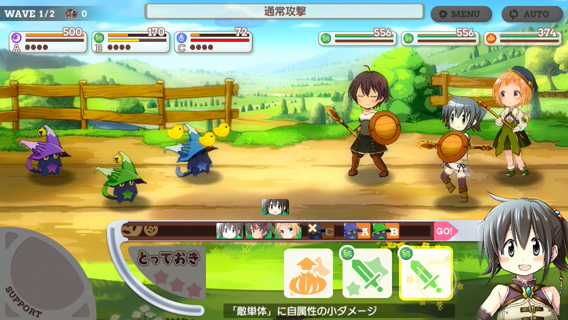 WAVE 1/2
0
通常攻撃
MENU
AUTO
500
A
170
B
72
C
556
556
374
C
A
B
GO!
とっておき
SUPPORT
「敵単体」に自属性の小ダメージ